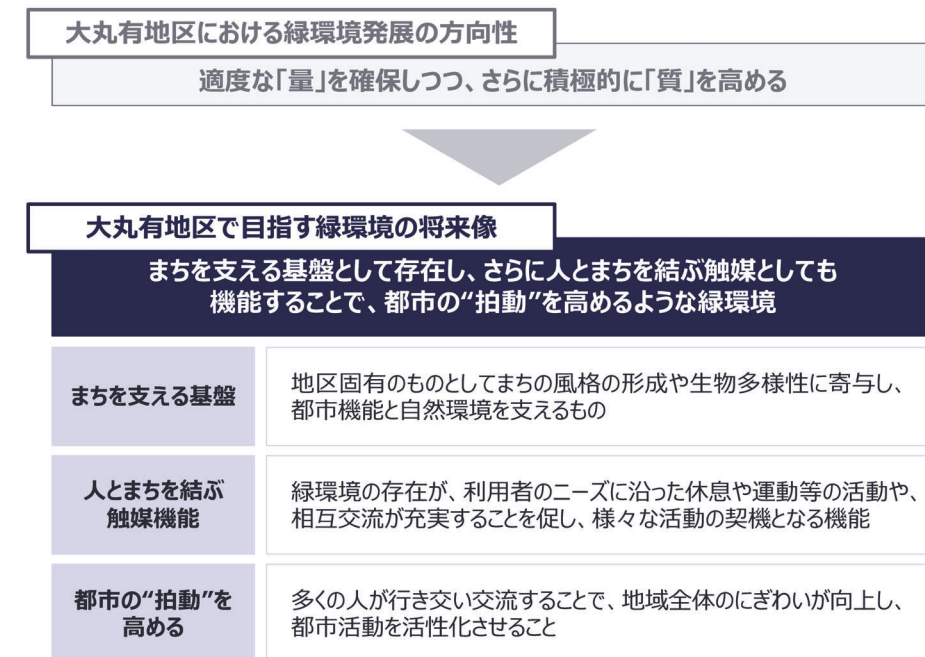 大丸有地区における緑環境発展の方向性
適度な「量」を確保しつつ、さらに積極的に「質」を高める
大丸有地区で目指す緑環境の将来像
まちを支える基盤として存在し、さらに人とまちを結ぶ触媒としても
機能することで、都市の“拍動”を高めるような緑環境
まちを支える基盤
地区固有のものとしてまちの風格の形成や生物多様性に寄与し、
都市機能と自然環境を支えるもの
人とまちを結ぶ
触媒機能
緑環境の存在が、利用者のニーズに沿った休息や運動等の活動や、
相互交流が充実することを促し、様々な活動の契機となる機能
都市の“拍動”を
高める
多くの人が行き交い交流することで、地域全体のにぎわいが向上し、
都市活動を活性化させること